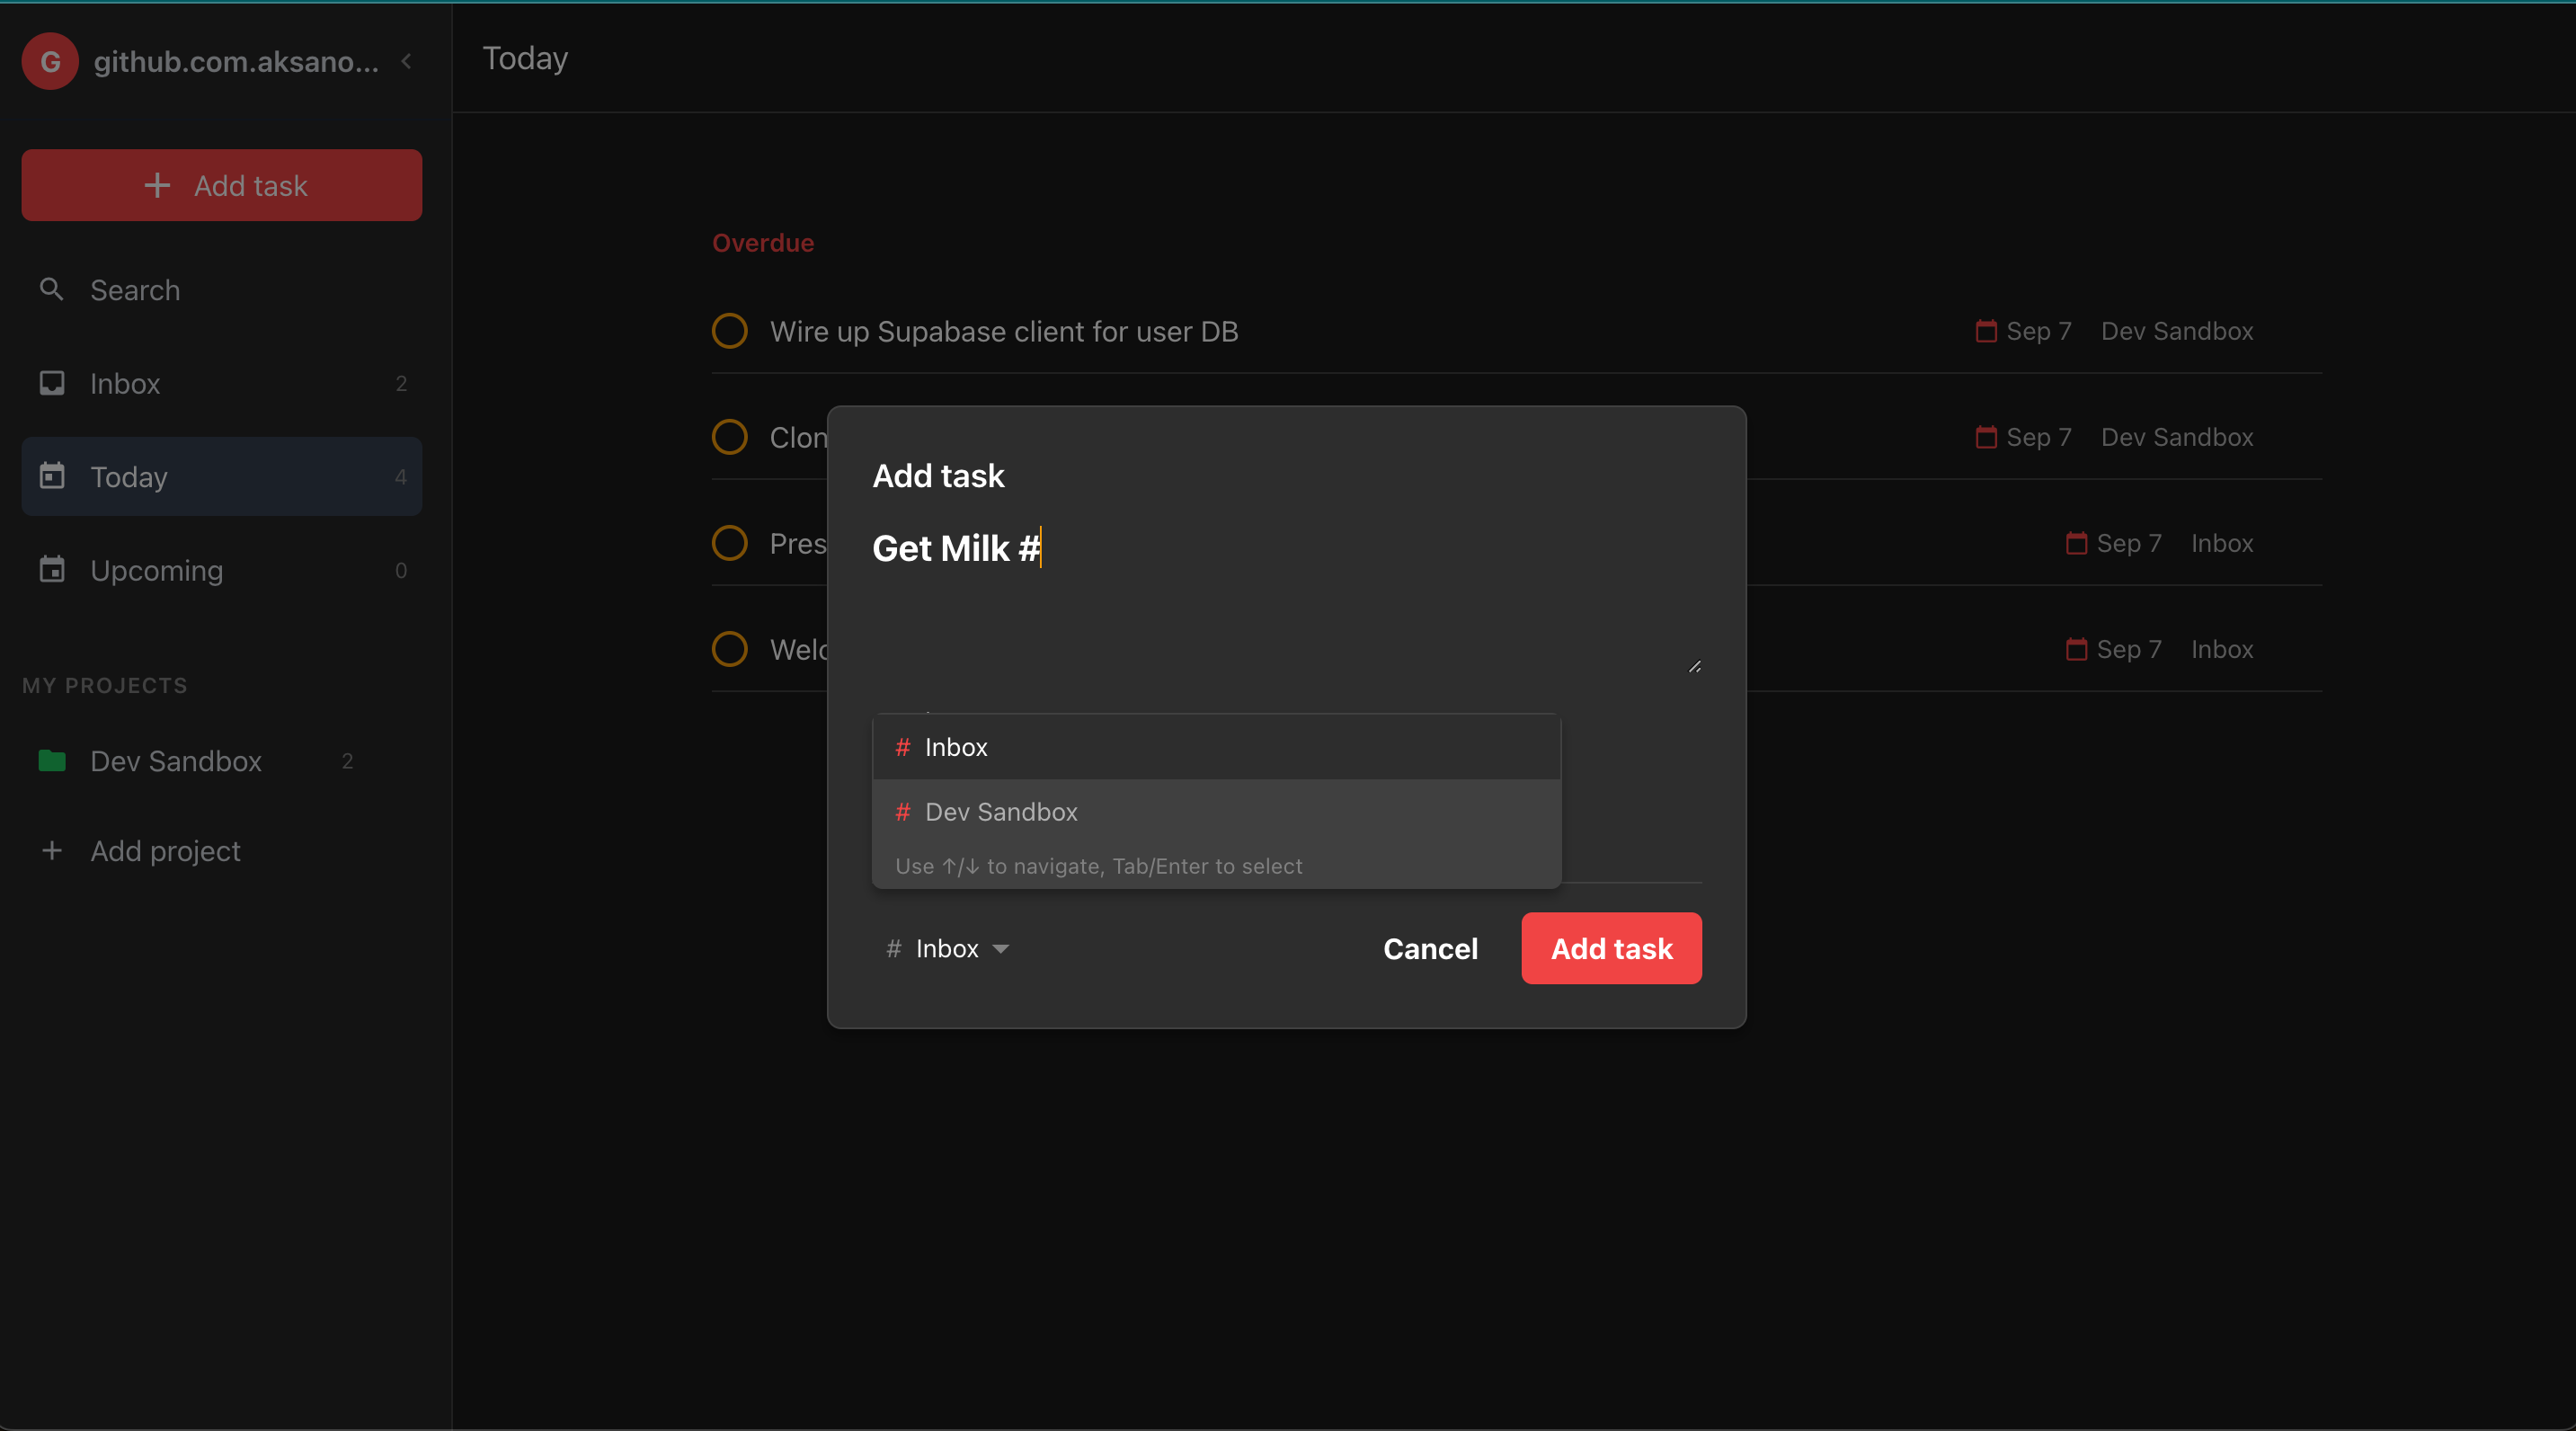 G github.com.aksano...
Add task
Search
Inbox 2
Today 4
Upcoming 0
MY PROJECTS
Dev Sandbox 2
Add project
Today
Overdue
Wire up Supabase client for user DB Sep 7 Dev Sandbox
Clon Sep 7 Dev Sandbox
Pres Sep 7 Inbox
Welc Sep 7 Inbox
Add task
Get Milk #
# Inbox
# Dev Sandbox
Use ↑/↓ to navigate, Tab/Enter to select
# Inbox
Cancel
Add task